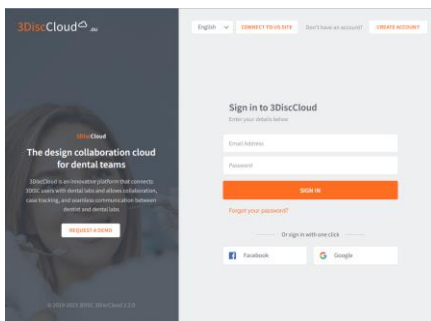 3DiscCloud
English
CONNECT TO US SITE
Don't have an account?
CREATE ACCOUNT
3DiscCloud
The design collaboration cloud
for dental teams
3DiscCloud is an innovative platform that connects
3DISC users with dental labs and allows collaboration,
case tracking, and seamless communication between
dentist and dental labs
REQUEST A DEMO
Sign in to 3DiscCloud
Enter your details below
Email Address
Password
SIGN IN
Forgot your password?
Or sign in with one click
Facebook
Google